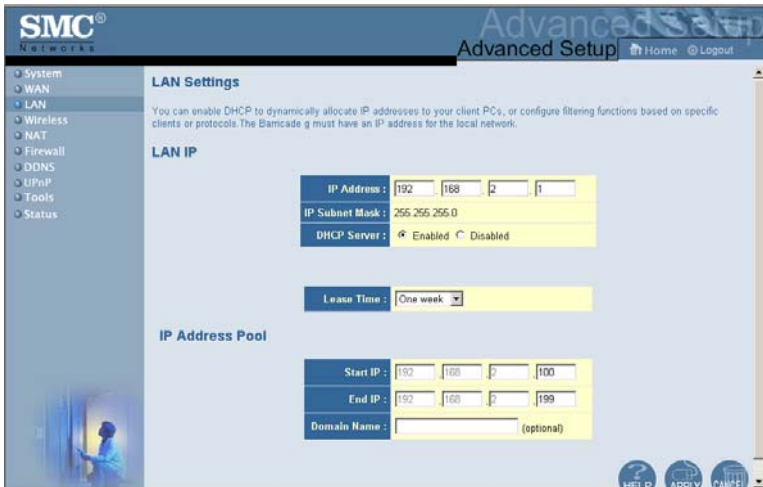 SMC®
Networks
Advanced Setup
Advanced Setup
Home
Logout
System
WAN
LAN
Wireless
NAT
Firewall
DDNS
UPnP
Tools
Status
LAN Settings
You can enable DHCP to dynamically allocate IP addresses to your client PCs, or configure filtering functions based on specific
clients or protocols.The Barricade g must have an IP address for the local network.
LAN IP
IP Address : 192 . 168 . 2 . 1
IP Subnet Mask : 255.255.255.0
DHCP Server : Enabled Disabled
Lease Time : One week
IP Address Pool
Start IP : 192 .168 .2 .100
End IP : 192 .168 .2 .199
Domain Name : (optional)
HELP APPLY CANCEL